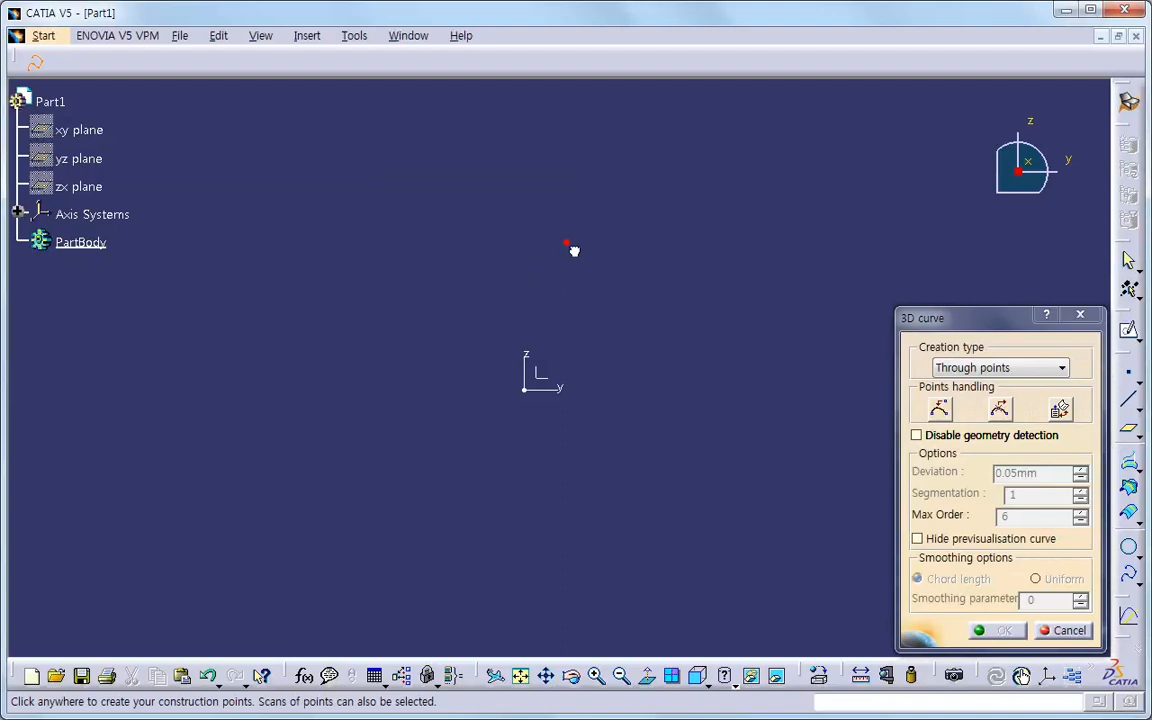 CATIA V5 - [Part1]
Start ENOVIA V5 VPM File Edit View Insert Tools Window Help
Part1
xy plane
yz plane
zx plane
Axis Systems
PartBody
z
y
x
z
y
3D curve
Creation type
Through points
Points handling
Disable geometry detection
Options
Deviation : 0.05mm
Segmentation : 1
Max Order : 6
Hide previsualisation curve
Smoothing options
Chord length Uniform
Smoothing parameter 0
OK Cancel
f(x)
CATIA
Click anywhere to create your construction points. Scans of points can also be selected.